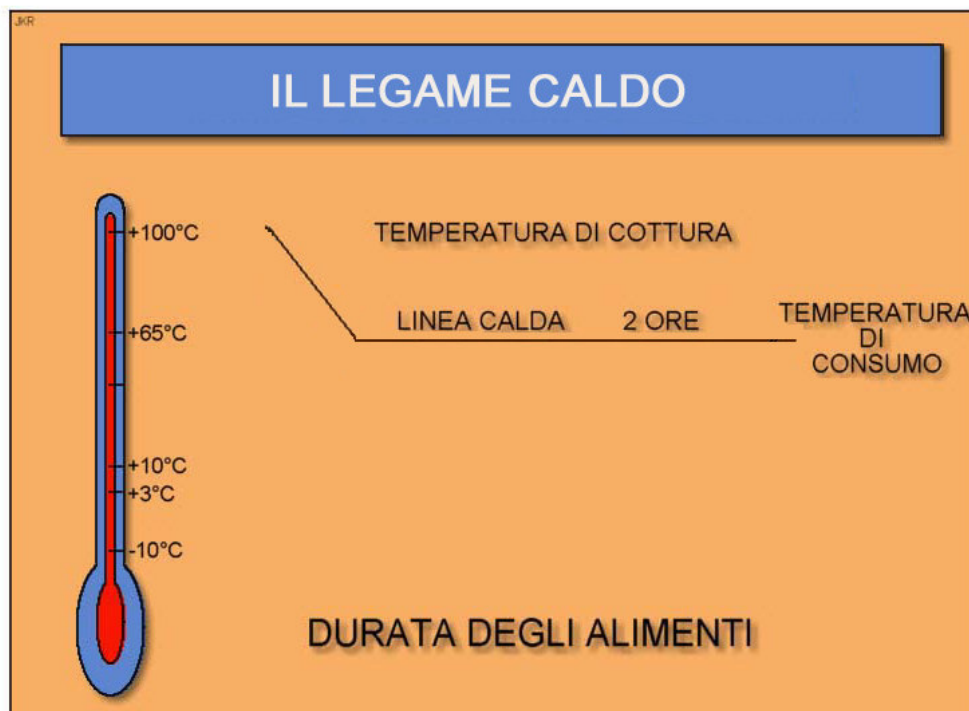 JKR
IL LEGAME CALDO
+100°C
TEMPERATURA DI COTTURA
+65°C
LINEA CALDA 2 ORE
TEMPERATURA
DI
CONSUMO
+10°C
+3°C
-10°C
DURATA DEGLI ALIMENTI